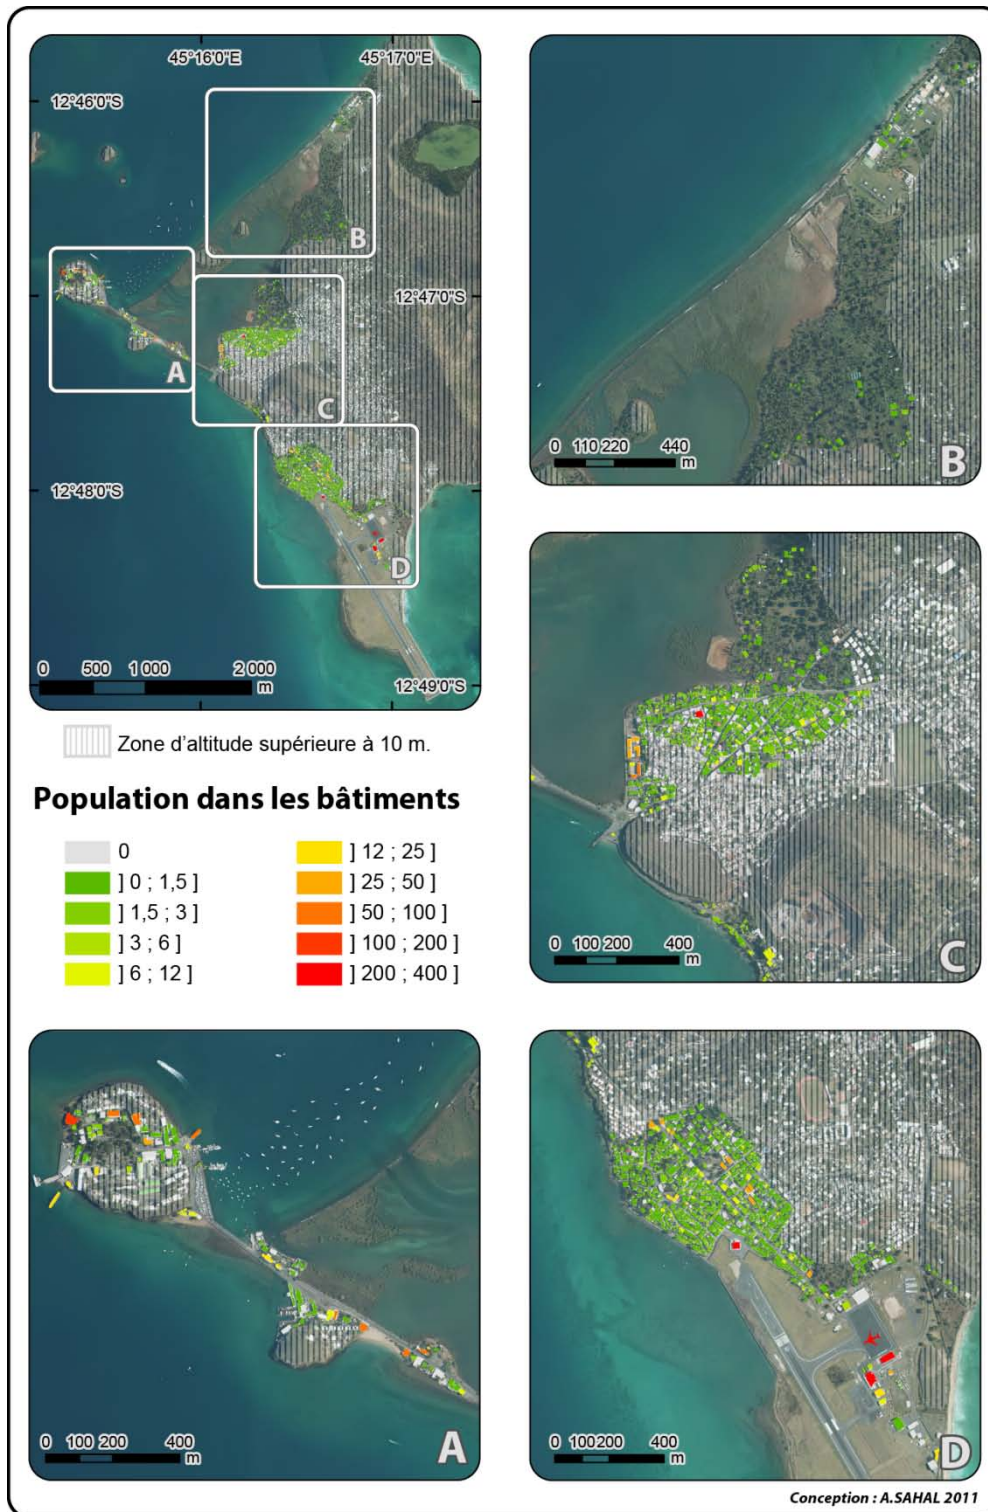 45°16'0"E
45°17'0"E
12°46'0"S
B
12°47'0"S
A
C
12°48'0"S
D
0 500 1 000 2 000
m
12°49'0"S
0 110 220 440
m
B
Zone d'altitude supérieure à 10 m.
Population dans les bâtiments
0
] 0 ; 1,5 ]
] 1,5 ; 3 ]
] 3 ; 6 ]
] 6 ; 12 ]
] 12 ; 25 ]
] 25 ; 50 ]
] 50 ; 100 ]
] 100 ; 200 ]
] 200 ; 400 ]
0 100 200 400
m
C
0 100 200 400
m
A
0 100200 400
m
D
Conception : A.SAHAL 2011